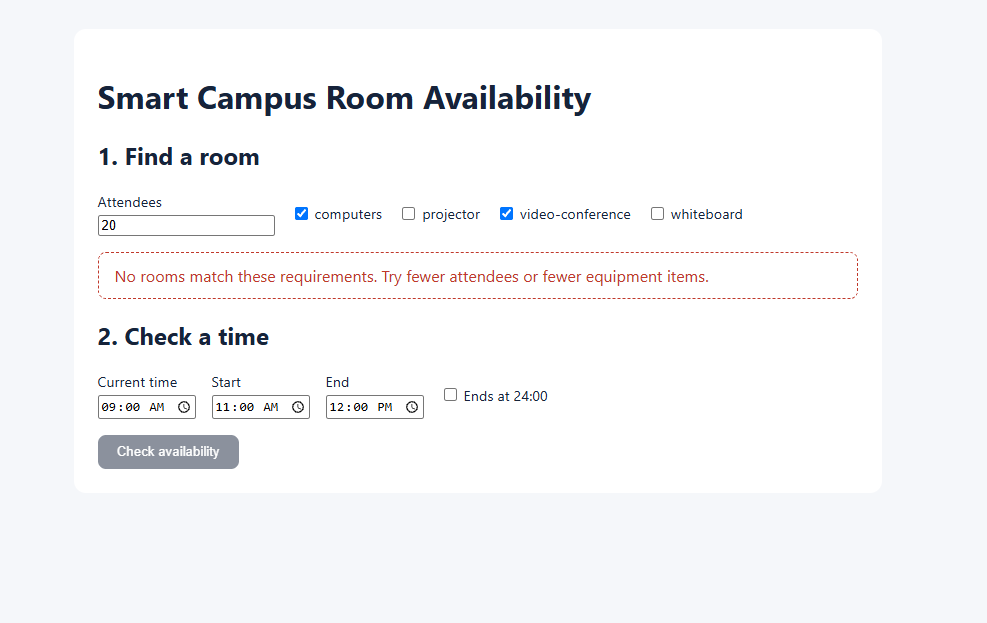 Smart Campus Room Availability
1. Find a room
Attendees
20
computers
projector
video-conference
whiteboard
No rooms match these requirements. Try fewer attendees or fewer equipment items.
2. Check a time
Current time
Start
End
09:00 AM
11:00 AM
12:00 PM
Ends at 24:00
Check availability